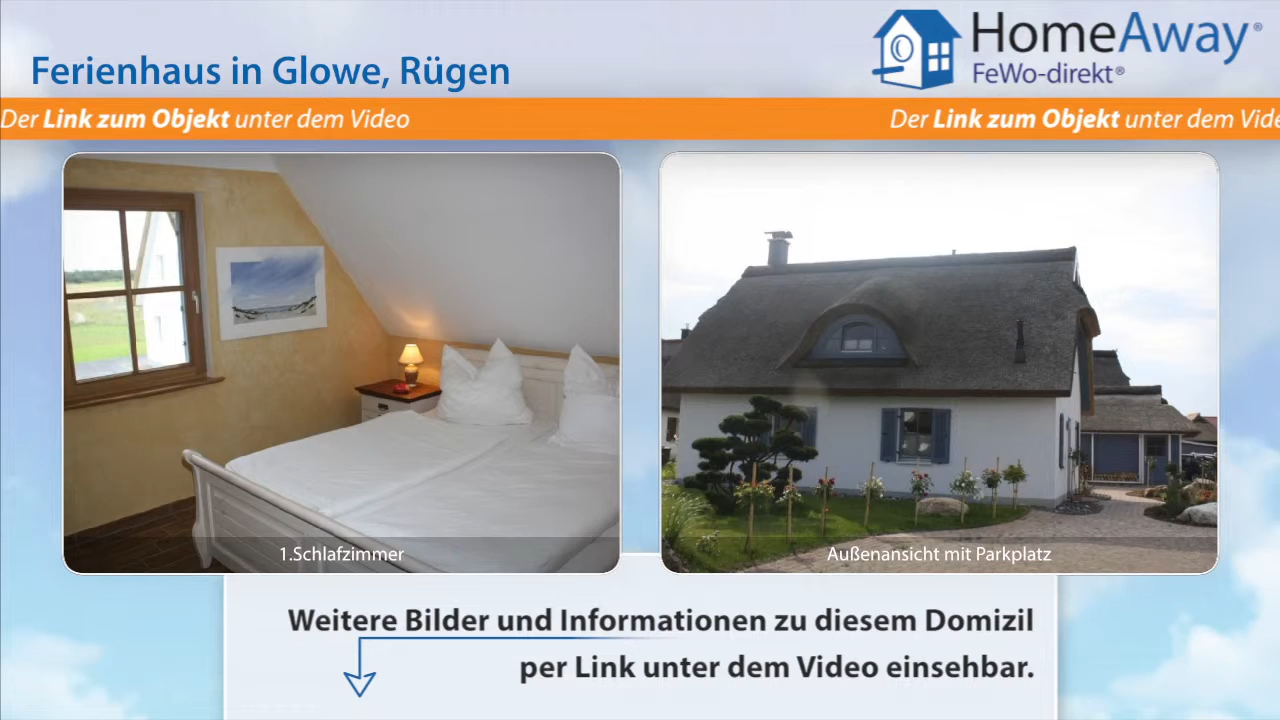 Ferienhaus in Glowe, Rügen
HomeAway®
FeWo-direkt®
Der Link zum Objekt unter dem Video
Der Link zum Objekt unter dem Vide
1.Schlafzimmer
Außenansicht mit Parkplatz
Weitere Bilder und Informationen zu diesem Domizil
per Link unter dem Video einsehbar.